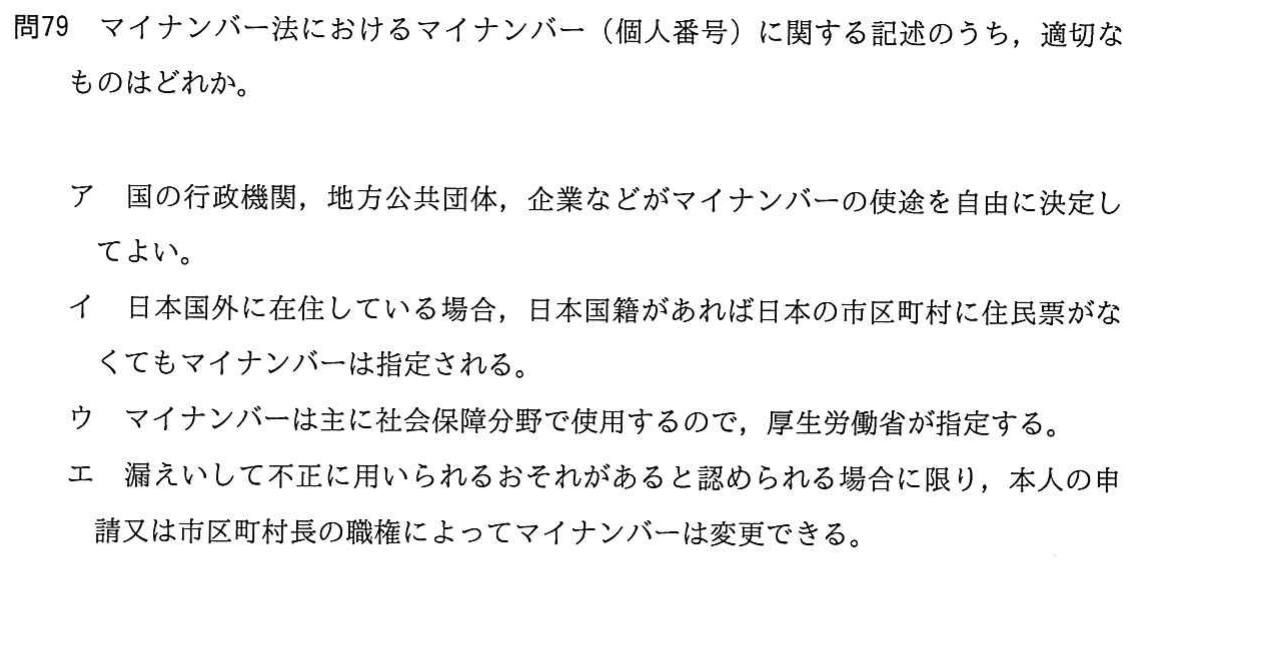 問79 マイナンバー法におけるマイナンバー(個人番号)に関する記述のうち,適切な
ものはどれか。
ア 国の行政機関,地方公共団体,企業などがマイナンバーの使途を自由に決定し
てよい。
イ 日本国外に在住している場合,日本国籍があれば日本の市区町村に住民票がな
くてもマイナンバーは指定される。
ウ マイナンバーは主に社会保障分野で使用するので,厚生労働省が指定する。
エ 漏えいして不正に用いられるおそれがあると認められる場合に限り,本人の申
請又は市区町村長の職権によってマイナンバーは変更できる。